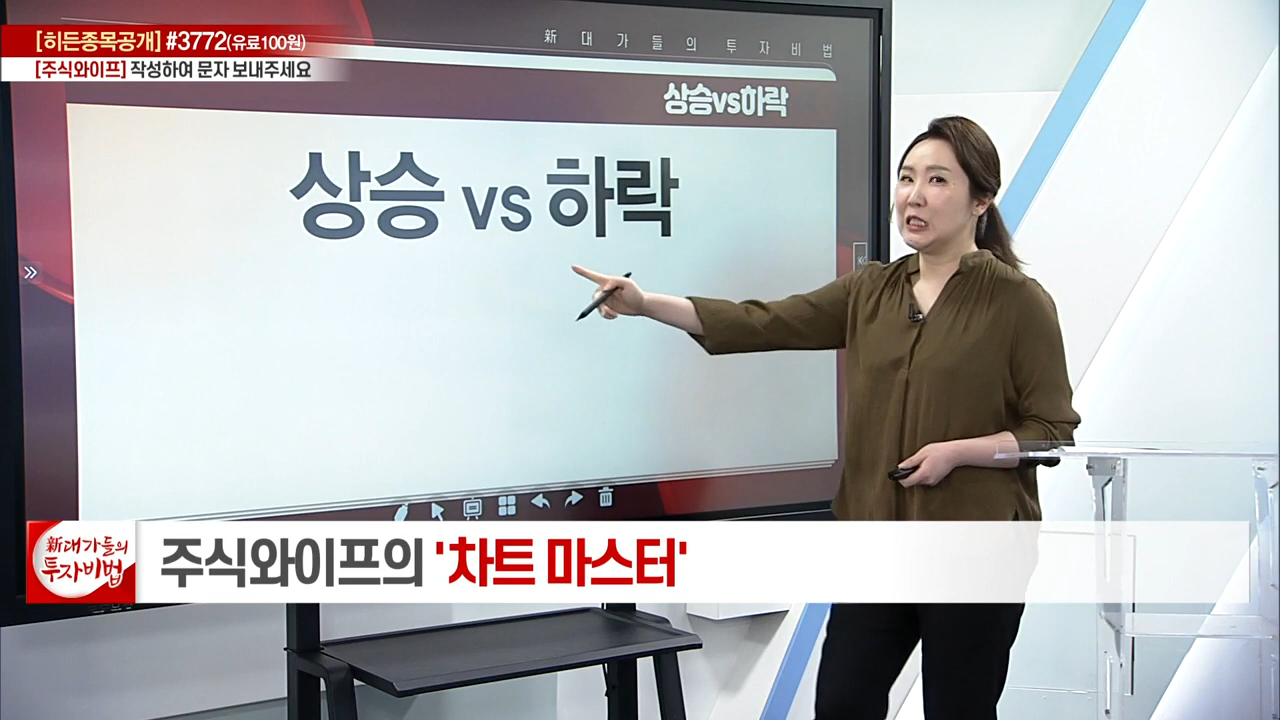 [히든종목공개] #3772(유료100원)
[주식와이프] 작성하여 문자 보내주세요
新 대가들의 투자비법
상승vs하락
상승 vs 하락
新대가들의
투자비법
주식와이프의 '차트 마스터'